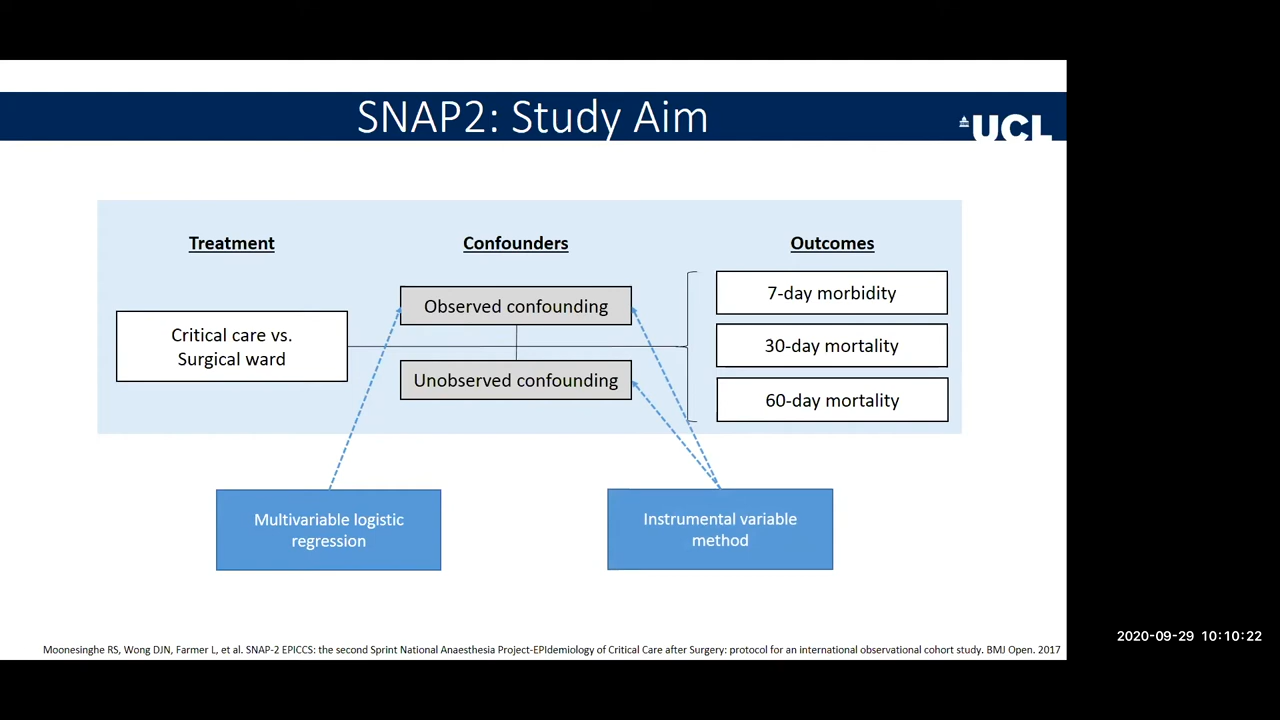 SNAP2: Study Aim
UCL
Treatment
Confounders
Outcomes
Critical care vs.
Surgical ward
Observed confounding
Unobserved confounding
7-day morbidity
30-day mortality
60-day mortality
Multivariable logistic
regression
Instrumental variable
method
2020-09-29 10:10:22
Moonesinghe RS, Wong DJN, Farmer L, et al. SNAP-2 EPICCS: the second Sprint National Anaesthesia Project-EPIdemiology of Critical Care after Surgery: protocol for an international observational cohort study. BMJ Open. 2017